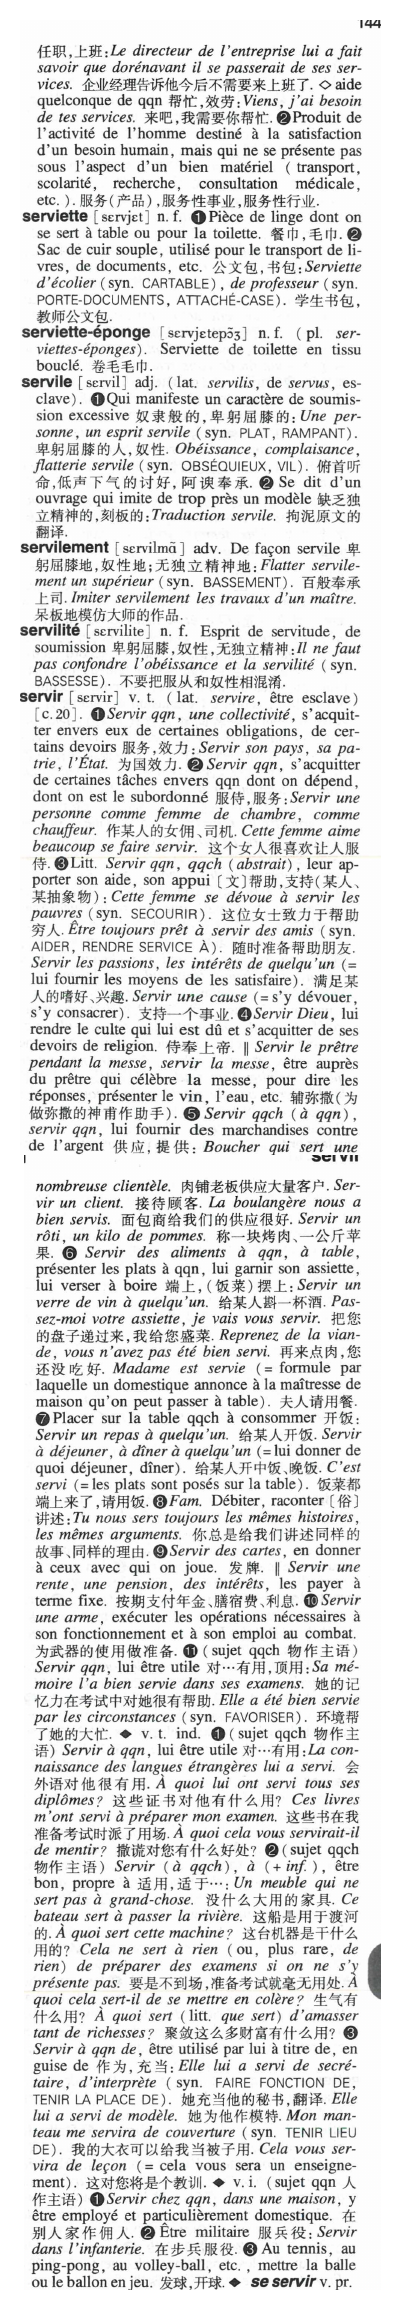 144
任职,上班:Le directeur de l'entreprise lui a fait
savoir que dorénavant il se passerait de ses ser-
vices. 企业经理告诉他今后不需要来上班了. ◇ aide
quelconque de qqn 帮忙,效劳:Viens, j'ai besoin
de tes services. 来吧,我需要你帮忙. ❷Produit de
l'activité de l'homme destiné à la satisfaction
d'un besoin humain, mais qui ne se présente pas
sous l'aspect d'un bien matériel (transport,
scolarité, recherche, consultation médicale,
etc.). 服务(产品),服务性事业,服务性行业.
serviette [sɛrvjɛt] n. f. ❶Pièce de linge dont on
se sert à table ou pour la toilette. 餐巾,毛巾. ❷
Sac de cuir souple, utilisé pour le transport de li-
vres, de documents, etc. 公文包,书包:Serviette
d'écolier (syn. CARTABLE), de professeur (syn.
PORTE-DOCUMENTS, ATTACHÉ-CASE). 学生书包,
教师公文包.
serviette-éponge [sɛrvjɛtepɔ̃ʒ] n. f. (pl. ser-
viettes-éponges). Serviette de toilette en tissu
bouclé. 卷毛毛巾.
servile [sɛrvil] adj. (lat. servilis, de servus, es-
clave). ❶Qui manifeste un caractère de soumis-
sion excessive 奴隶般的,卑躬屈膝的:Une per-
sonne, un esprit servile (syn. PLAT, RAMPANT).
卑躬屈膝的人,奴性. Obéissance, complaisance,
flatterie servile (syn. OBSÉQUIEUX, VIL). 俯首听
命,低声下气的讨好,阿谀奉承. ❷ Se dit d'un
ouvrage qui imite de trop près un modèle 缺乏独
立精神的,刻板的:Traduction servile. 拘泥原文的
翻译.
servilement [sɛrvilmɑ̃] adv. De façon servile 卑
躬屈膝地,奴性地;无独立精神地:Flatter servile-
ment un supérieur (syn. BASSEMENT). 百般奉承
上司. Imiter servilement les travaux d'un maître.
呆板地模仿大师的作品.
servilité [sɛrvilite] n. f. Esprit de servitude, de
soumission 卑躬屈膝,奴性,无独立精神:Il ne faut
pas confondre l'obéissance et la servilité (syn.
BASSESSE). 不要把服从和奴性相混淆.
servir [sɛrvir] v. t. (lat. servire, être esclave)
[c.20]. ❶Servir qqn, une collectivité, s'acquit-
ter envers eux de certaines obligations, de cer-
tains devoirs 服务,效力:Servir son pays, sa pa-
trie, l'État. 为国效力. ❷ Servir qqn, s'acquitter
de certaines tâches envers qqn dont on dépend,
dont on est le subordonné 服侍,服务:Servir une
personne comme femme de chambre, comme
chauffeur. 作某人的女佣、司机. Cette femme aime
beaucoup se faire servir. 这个女人很喜欢让人服
侍. ❸Litt. Servir qqn, qqch (abstrait), leur ap-
porter son aide, son appui [文]帮助,支持(某人、
某抽象物):Cette femme se dévoue à servir les
pauvres (syn. SECOURIR). 这位女士致力于帮助
穷人. Être toujours prêt à servir des amis (syn.
AIDER, RENDRE SERVICE À). 随时准备帮助朋友.
Servir les passions, les intérêts de quelqu'un (=
lui fournir les moyens de les satisfaire). 满足某
人的嗜好、兴趣. Servir une cause (=s'y dévouer,
s'y consacrer). 支持一个事业. ❹Servir Dieu, lui
rendre le culte qui lui est dû et s'acquitter de ses
devoirs de religion. 侍奉上帝. ‖ Servir le prêtre
pendant la messe, servir la messe, être auprès
du prêtre qui célèbre la messe, pour dire les
réponses, présenter le vin, l'eau, etc. 辅弥撒(为
做弥撒的神甫作助手). ❺ Servir qqch (à qqn),
servir qqn, lui fournir des marchandises contre
de l'argent 供应,提供: Boucher qui sert une
servir
nombreuse clientèle. 肉铺老板供应大量客户. Ser-
vir un client. 接待顾客. La boulangère nous a
bien servis. 面包商给我们的供应很好. Servir un
rôti, un kilo de pommes. 称一块烤肉、一公斤苹
果. ❻ Servir des aliments à qqn, à table,
présenter les plats à qqn, lui garnir son assiette,
lui verser à boire 端上,(饭菜)摆上:Servir un
verre de vin à quelqu'un. 给某人斟一杯酒. Pas-
sez-moi votre assiette, je vais vous servir. 把您
的盘子递过来,我给您盛菜. Reprenez de la vian-
de, vous n'avez pas été bien servi. 再来点肉,您
还没吃好. Madame est servie (= formule par
laquelle un domestique annonce à la maîtresse de
maison qu'on peut passer à table). 夫人请用餐.
❼Placer sur la table qqch à consommer 开饭:
Servir un repas à quelqu'un. 给某人开饭. Servir
à déjeuner, à dîner à quelqu'un (=lui donner de
quoi déjeuner, dîner). 给某人开中饭、晚饭. C'est
servi (=les plats sont posés sur la table). 饭菜都
端上来了,请用饭. ❽Fam. Débiter, raconter [俗]
讲述:Tu nous sers toujours les mêmes histoires,
les mêmes arguments. 你总是给我们讲述同样的
故事、同样的理由. ❾Servir des cartes, en donner
à ceux avec qui on joue. 发牌. ‖ Servir une
rente, une pension, des intérêts, les payer à
terme fixe. 按期支付年金、膳宿费、利息. ❿Servir
une arme, exécuter les opérations nécessaires à
son fonctionnement et à son emploi au combat.
为武器的使用做准备. ⓫(sujet qqch 物作主语)
Servir qqn, lui être utile 对…有用,顶用:Sa mé-
moire l'a bien servie dans ses examens. 她的记
忆力在考试中对她很有帮助. Elle a été bien servie
par les circonstances (syn. FAVORISER). 环境帮
了她的大忙. ◆ v. t. ind. ❶(sujet qqch 物作主
语) Servir à qqn, lui être utile 对…有用:La con-
naissance des langues étrangères lui a servi. 会
外语对他很有用. À quoi lui ont servi tous ses
diplômes? 这些证书对他有什么用? Ces livres
m'ont servi à préparer mon examen. 这些书在我
准备考试时派了用场. À quoi cela vous servirait-il
de mentir? 撒谎对您有什么好处? ❷(sujet qqch
物作主语) Servir (à qqch), à (+inf.), être
bon, propre à 适用,适于…: Un meuble qui ne
sert pas à grand-chose. 没什么大用的家具. Ce
bateau sert à passer la rivière. 这船是用于渡河
的. À quoi sert cette machine? 这台机器是干什么
用的? Cela ne sert à rien (ou, plus rare, de
rien) de préparer des examens si on ne s'y
présente pas. 要是不到场,准备考试就毫无用处. À
quoi cela sert-il de se mettre en colère? 生气有
什么用? À quoi sert (litt. que sert) d'amasser
tant de richesses? 聚敛这么多财富有什么用? ❸
Servir à qqn de, être utilisé par lui à titre de, en
guise de 作为,充当:Elle lui a servi de secré-
taire, d'interprète (syn. FAIRE FONCTION DE,
TENIR LA PLACE DE). 她充当他的秘书,翻译. Elle
lui a servi de modèle. 她为他作模特. Mon man-
teau me servira de couverture (syn. TENIR LIEU
DE). 我的大衣可以给我当被子用. Cela vous ser-
vira de leçon (= cela vous sera un enseigne-
ment). 这对您将是个教训. ◆ v. i. (sujet qqn 人
作主语) ❶Servir chez qqn, dans une maison, y
être employé et particulièrement domestique. 在
别人家作佣人. ❷ Être militaire 服兵役: Servir
dans l'infanterie. 在步兵服役. ❸ Au tennis, au
ping-pong, au volley-ball, etc., mettre la balle
ou le ballon en jeu. 发球,开球. ◆ se servir v. pr.